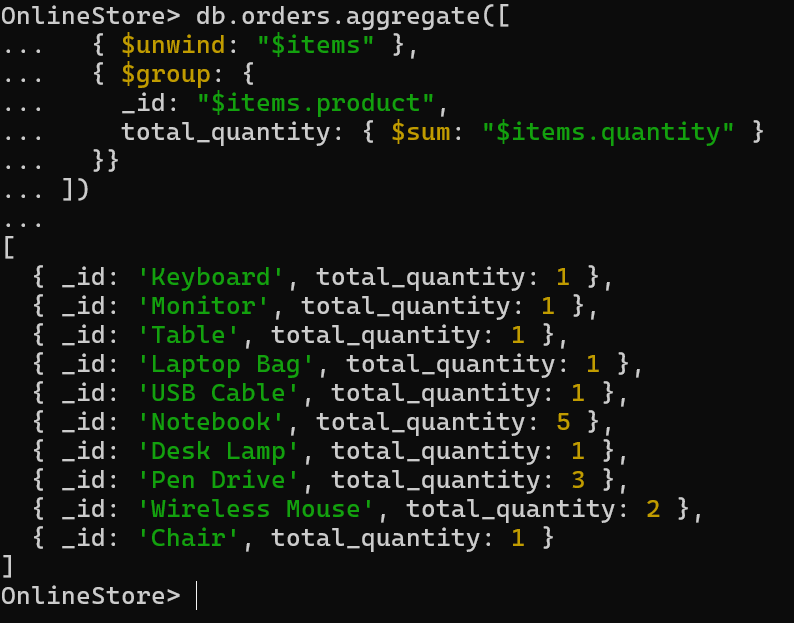 OnlineStore> db.orders.aggregate([
...   { $unwind: "$items" },
...   { $group: {
...     _id: "$items.product",
...     total_quantity: { $sum: "$items.quantity" }
...   }}
... ])
...
[
  { _id: 'Keyboard', total_quantity: 1 },
  { _id: 'Monitor', total_quantity: 1 },
  { _id: 'Table', total_quantity: 1 },
  { _id: 'Laptop Bag', total_quantity: 1 },
  { _id: 'USB Cable', total_quantity: 1 },
  { _id: 'Notebook', total_quantity: 5 },
  { _id: 'Desk Lamp', total_quantity: 1 },
  { _id: 'Pen Drive', total_quantity: 3 },
  { _id: 'Wireless Mouse', total_quantity: 2 },
  { _id: 'Chair', total_quantity: 1 }
]
OnlineStore>